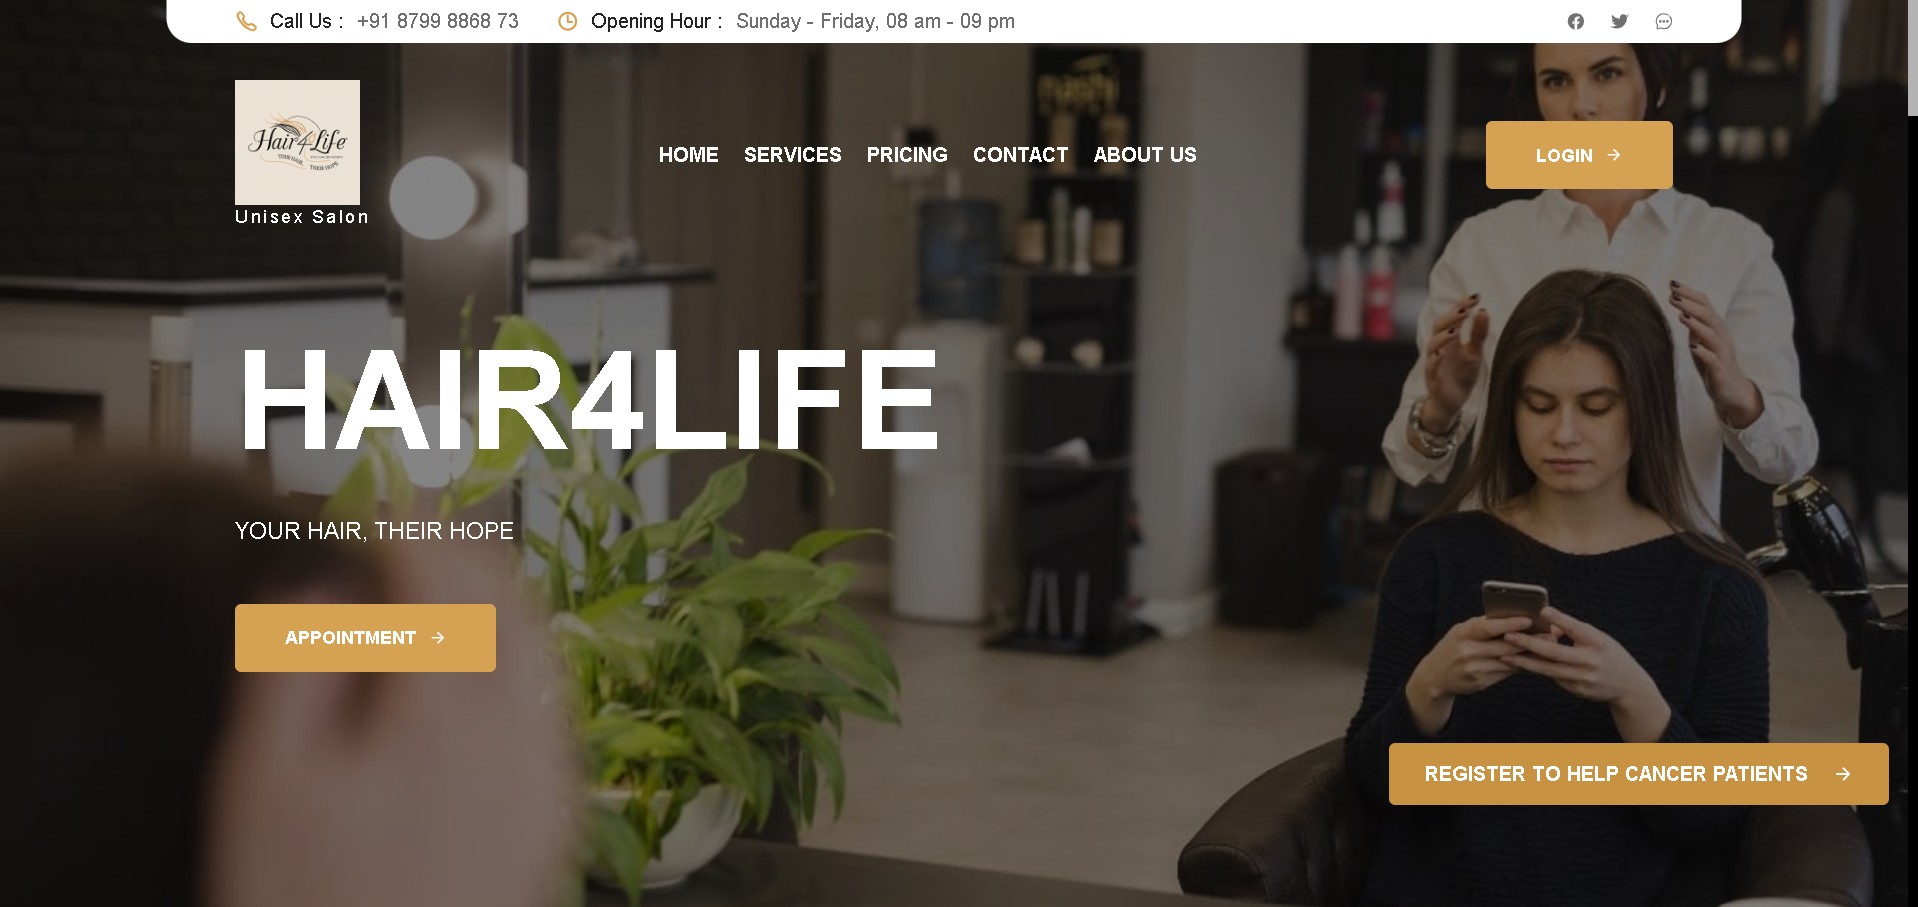 Call Us : +91 8799 8868 73 Opening Hour : Sunday - Friday, 08 am - 09 pm
Hair4Life
YOUR HAIR,
THEIR HOPE
Unisex Salon
HOME SERVICES PRICING CONTACT ABOUT US
LOGIN
HAIR4LIFE
YOUR HAIR, THEIR HOPE
APPOINTMENT
REGISTER TO HELP CANCER PATIENTS